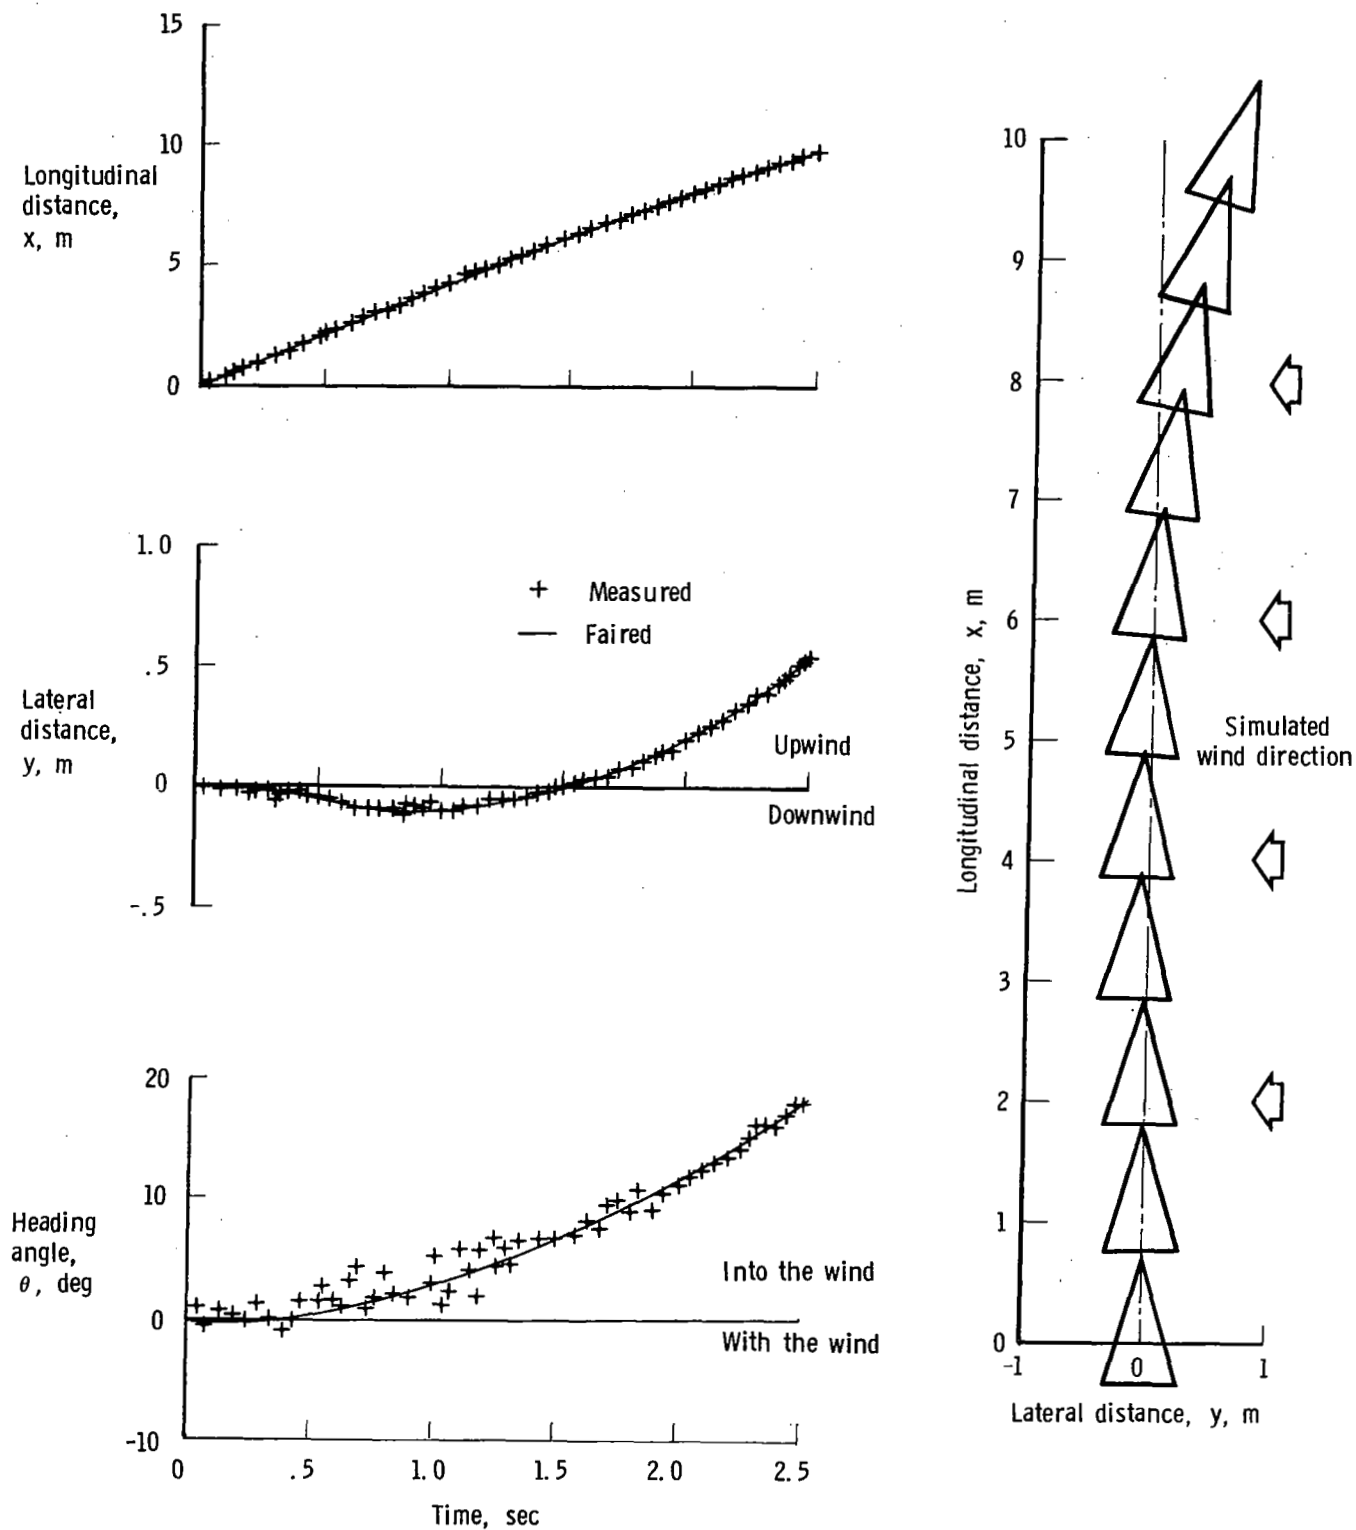 15
10
5
0
Longitudinal
distance,
x, m
1.0
.5
0
-.5
Lateral
distance,
y, m
+ Measured
— Faired
Upwind
Downwind
20
10
0
-10
Heading
angle,
θ, deg
Into the wind
With the wind
0 .5 1.0 1.5 2.0 2.5
Time, sec
10
9
8
7
6
5
4
3
2
1
0
Longitudinal distance, x, m
Simulated
wind direction
-1 0 1
Lateral distance, y, m